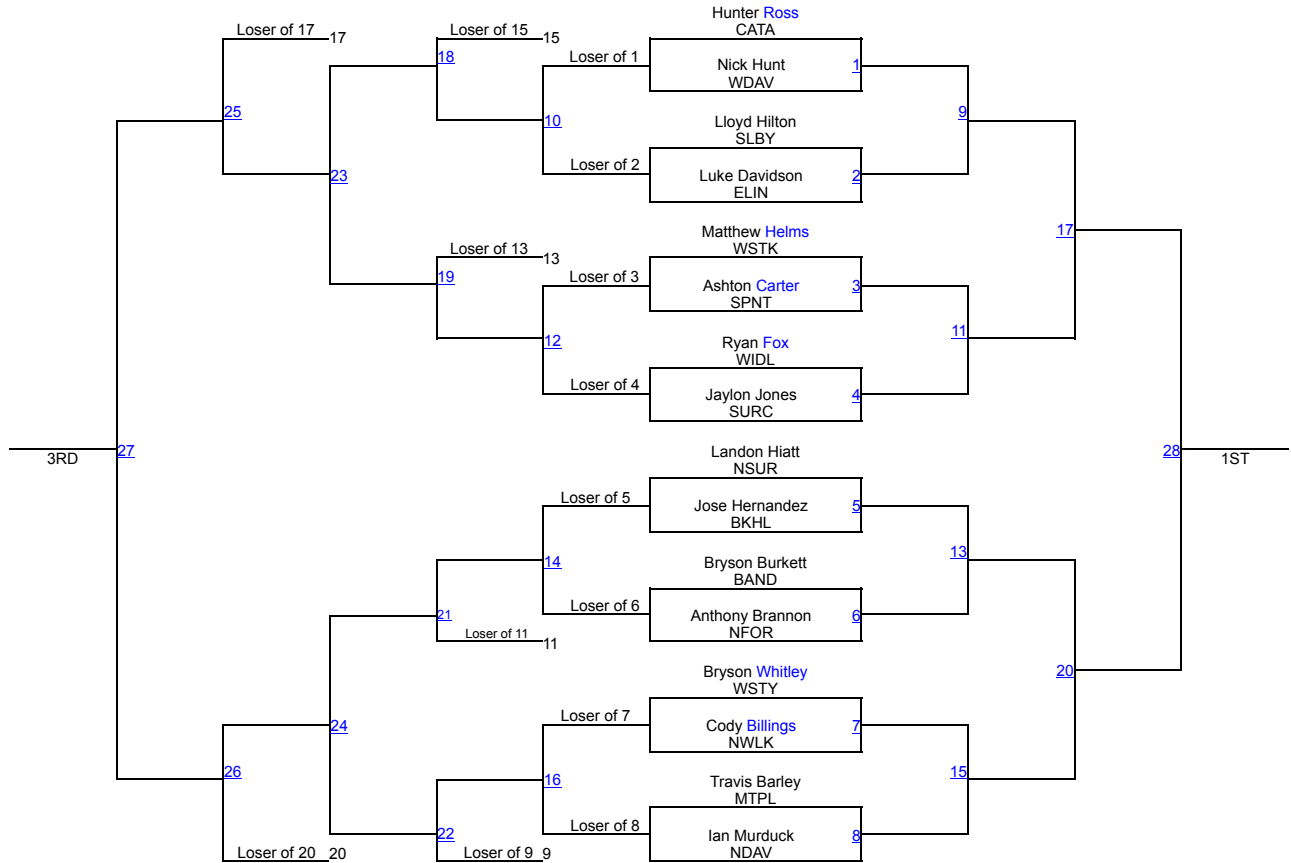 Hunter Ross
CATA
Loser of 17 17
Loser of 15 15
Loser of 1
18
Nick Hunt
WDAV
1
25
10
9
Lloyd Hilton
SLBY
Loser of 2
Luke Davidson
ELIN
2
23
Matthew Helms
WSTK
17
Loser of 13 13
19
Loser of 3
Ashton Carter
SPNT
3
12
11
Ryan Fox
WIDL
Loser of 4
Jaylon Jones
SURC
4
3RD
27
Landon Hiatt
NSUR
28
1ST
Loser of 5
Jose Hernandez
BKHL
5
14
13
Bryson Burkett
BAND
21
Loser of 6
Anthony Brannon
NFOR
6
Loser of 11 11
Bryson Whitley
WSTY
20
Loser of 7
24
Cody Billings
NWLK
7
26
16
15
Travis Barley
MTPL
22
Loser of 8
Ian Murduck
NDAV
8
Loser of 20 20
Loser of 9 9